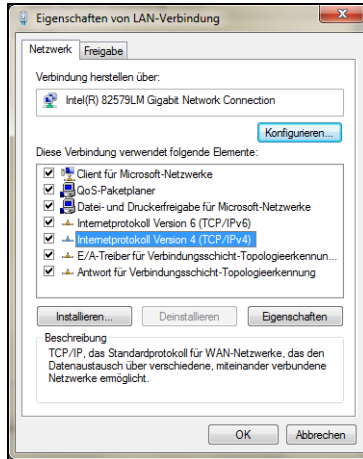 Eigenschaften von LAN-Verbindung
Netzwerk
Freigabe
Verbindung herstellen über:
Intel(R) 82579LM Gigabit Network Connection
Konfigurieren...
Diese Verbindung verwendet folgende Elemente:
Client für Microsoft-Netzwerke
QoS-Paketplaner
Datei- und Druckerfreigabe für Microsoft-Netzwerke
Internetprotokoll Version 6 (TCP/IPv6)
Internetprotokoll Version 4 (TCP/IPv4)
E/A-Treiber für Verbindungsschicht-Topologieerkennun...
Antwort für Verbindungsschicht-Topologieerkennung
Installieren...
Deinstallieren
Eigenschaften
Beschreibung
TCP/IP, das Standardprotokoll für WAN-Netzwerke, das den
Datenaustausch über verschiedene, miteinander verbundene
Netzwerke ermöglicht.
OK
Abbrechen